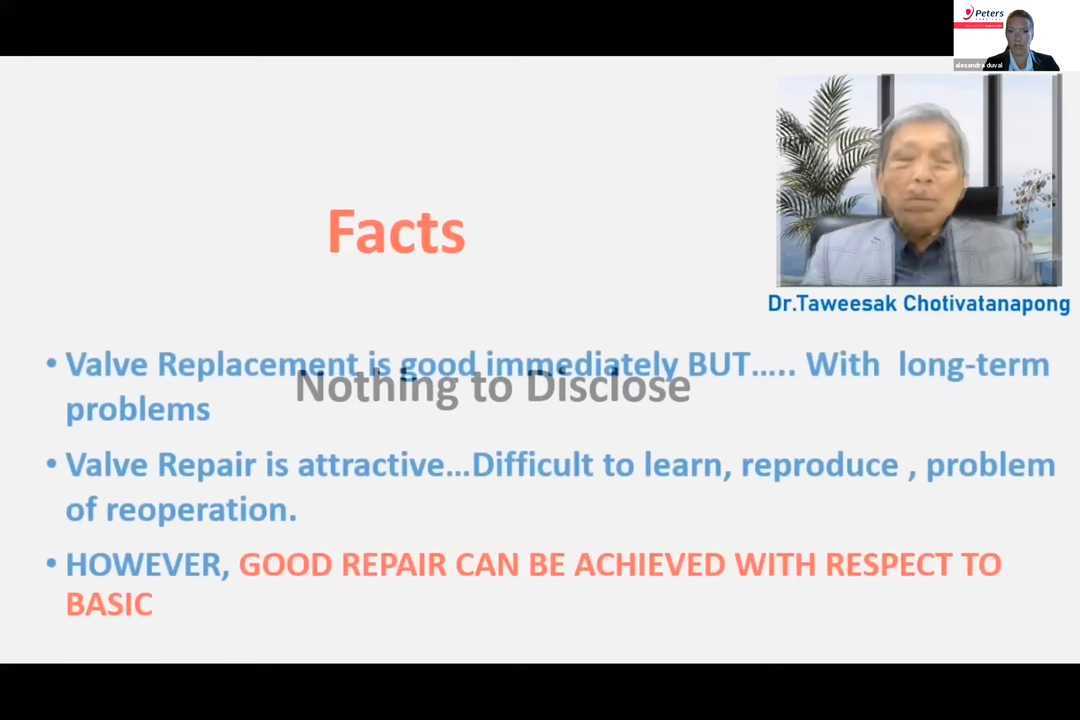 Peters
alexandra duval
Facts
Dr.Taweesak Chotivatanapong
• Valve Replacement is good immediately BUT..... With long-term
problems
Nothing to Disclose
• Valve Repair is attractive...Difficult to learn, reproduce , problem
of reoperation.
• HOWEVER, GOOD REPAIR CAN BE ACHIEVED WITH RESPECT TO
BASIC